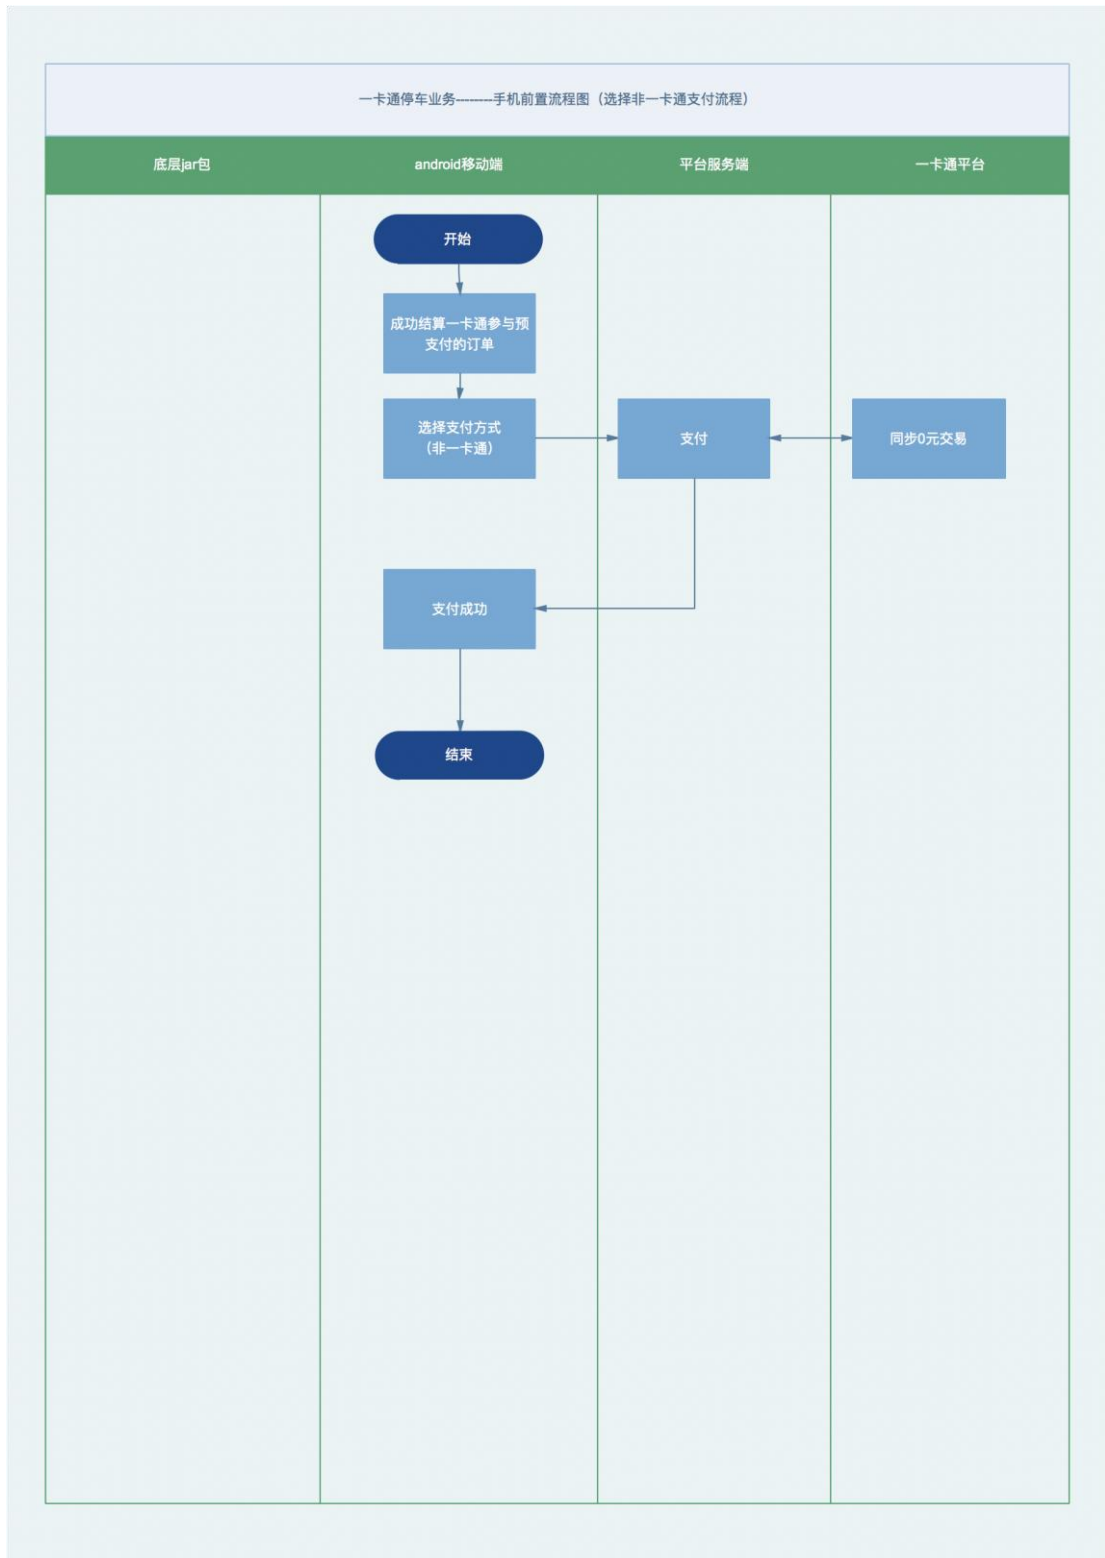 一卡通停车业务--------手机前置流程图（选择非一卡通支付流程）
底层jar包
android移动端
平台服务端
一卡通平台
开始
成功结算一卡通参与预
支付的订单
选择支付方式
（非一卡通）
支付
同步0元交易
支付成功
结束